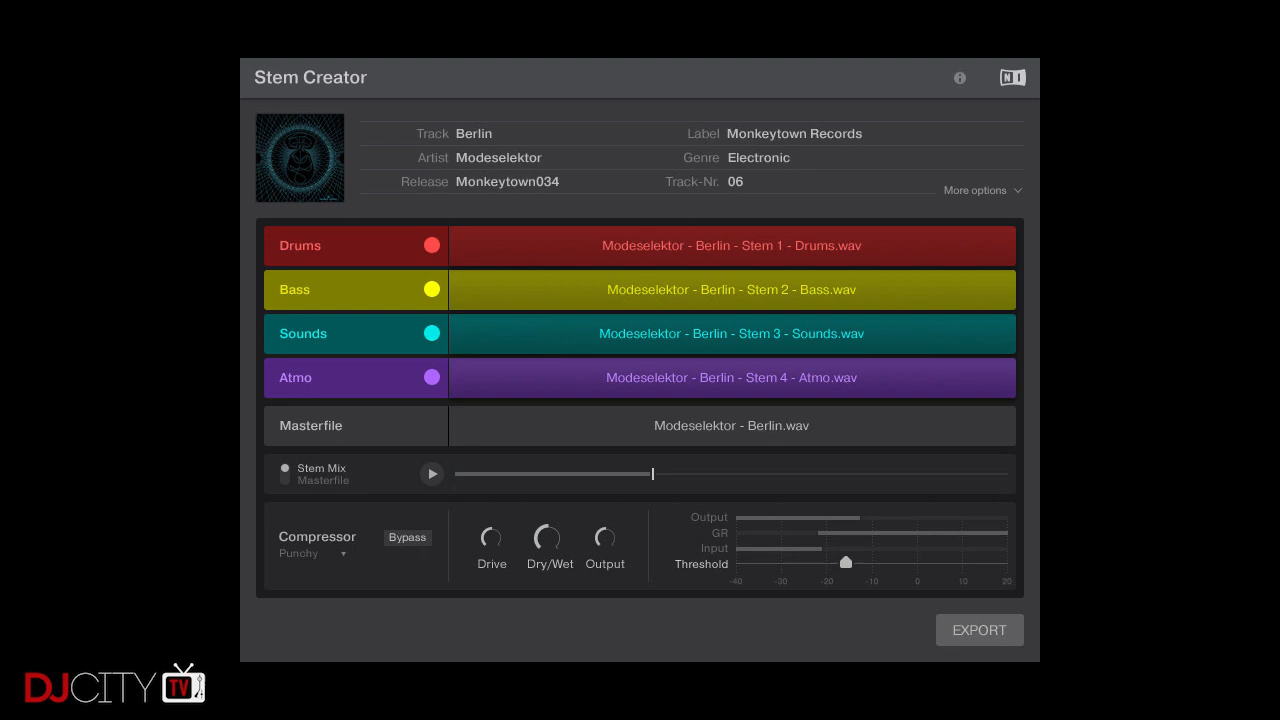 Stem Creator
NI
Track Berlin Label Monkeytown Records
Artist Modeselektor Genre Electronic
Release Monkeytown034 Track-Nr. 06
More options
Drums Modeselektor - Berlin - Stem 1 - Drums.wav
Bass Modeselektor - Berlin - Stem 2 - Bass.wav
Sounds Modeselektor - Berlin - Stem 3 - Sounds.wav
Atmo Modeselektor - Berlin - Stem 4 - Atmo.wav
Masterfile Modeselektor - Berlin.wav
Stem Mix
Masterfile
Compressor Bypass
Punchy
Drive Dry/Wet Output
Output
GR
Input
Threshold
-40 -30 -20 -10 0 10 20
EXPORT
DJCITY TV